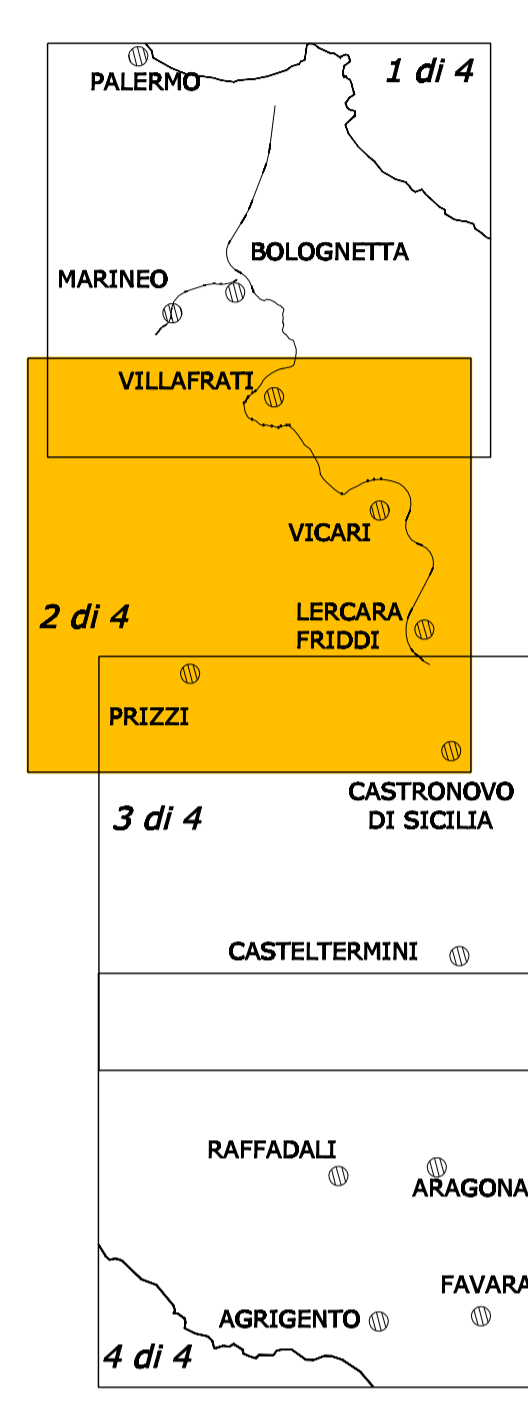 1 di 4
PALERMO
BOLOGNETTA
MARINEO
VILLAFRATI
VICARI
2 di 4
LERCARA
FRIDDI
PRIZZI
CASTRONOVO
DI SICILIA
3 di 4
CASTELTERMINI
RAFFADALI
ARAGONA
FAVARA
AGRIGENTO
4 di 4